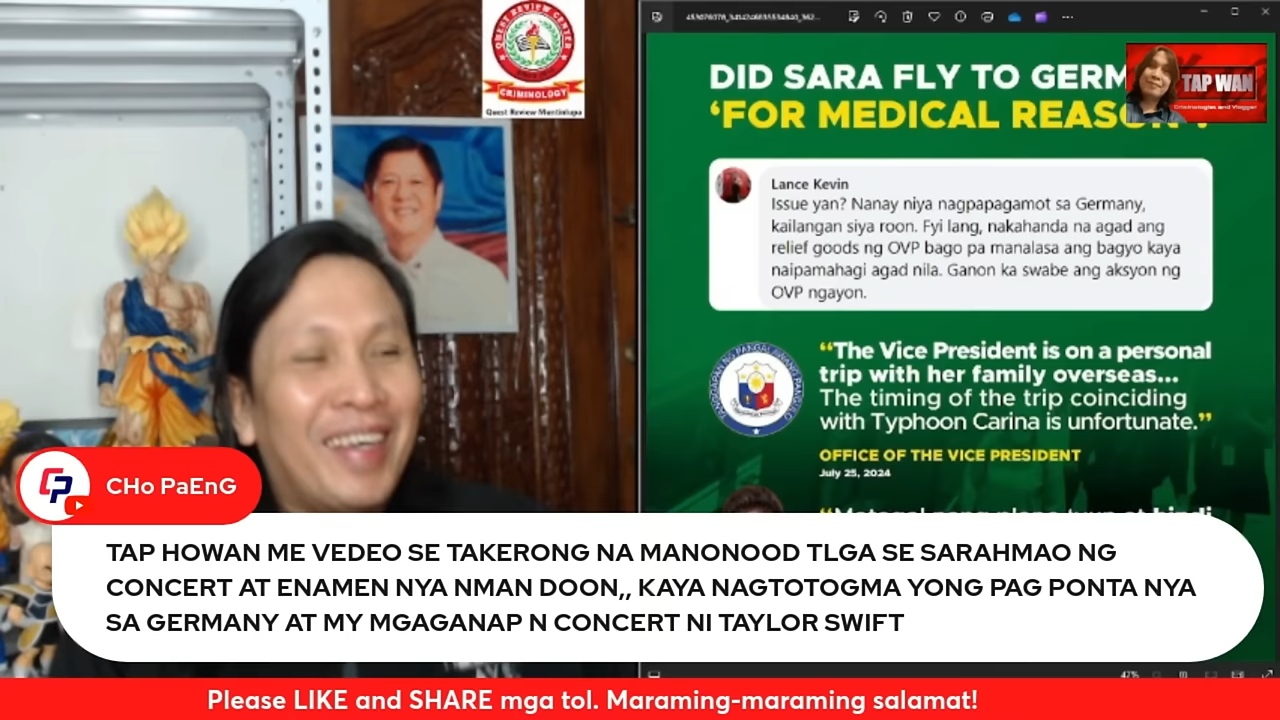 QUEST REVIEW CENTER
CRIMINOLOGY
Quest Review Muntinlupa
DID SARA FLY TO GERM
‘FOR MEDICAL REASON’?
TAP WAN
Criminologist and Vlogger
Lance Kevin
Issue yan? Nanay niya nagpapagamot sa Germany,
kailangan siya roon. Fyi lang, nakahanda na agad ang
relief goods ng OVP bago pa manalasa ang bagyo kaya
naipamahagi agad nila. Ganon ka swabe ang aksyon ng
OVP ngayon.
“The Vice President is on a personal
trip with her family overseas...
The timing of the trip coinciding
with Typhoon Carina is unfortunate.”
OFFICE OF THE VICE PRESIDENT
July 25, 2024
CP
CHo PaEnG
TAP HOWAN ME VEDEO SE TAKERONG NA MANONOOD TLGA SE SARAHMAO NG
CONCERT AT ENAMEN NYA NMAN DOON,, KAYA NAGTOTOGMA YONG PAG PONTA NYA
SA GERMANY AT MY MGAGANAP N CONCERT NI TAYLOR SWIFT
42%
Please LIKE and SHARE mga tol. Maraming-maraming salamat!